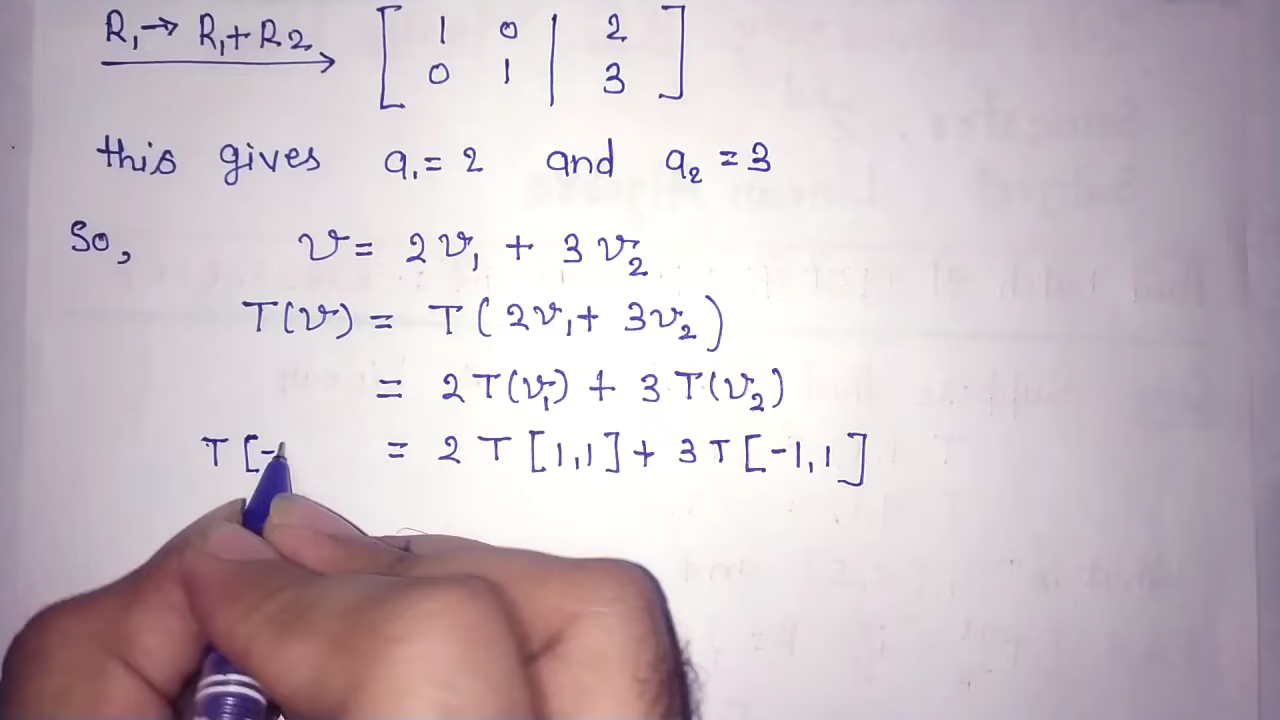 R₁→ R₁+R2 [ 1 0 | 2
0 1 | 3 ]
this gives a₁= 2 and a₂ = 3
So, v = 2v₁ + 3v₂
T(v) = T(2v₁+ 3v₂)
= 2T(v₁) + 3T(v₂)
T[- = 2 T [1,1] + 3T[-1,1]